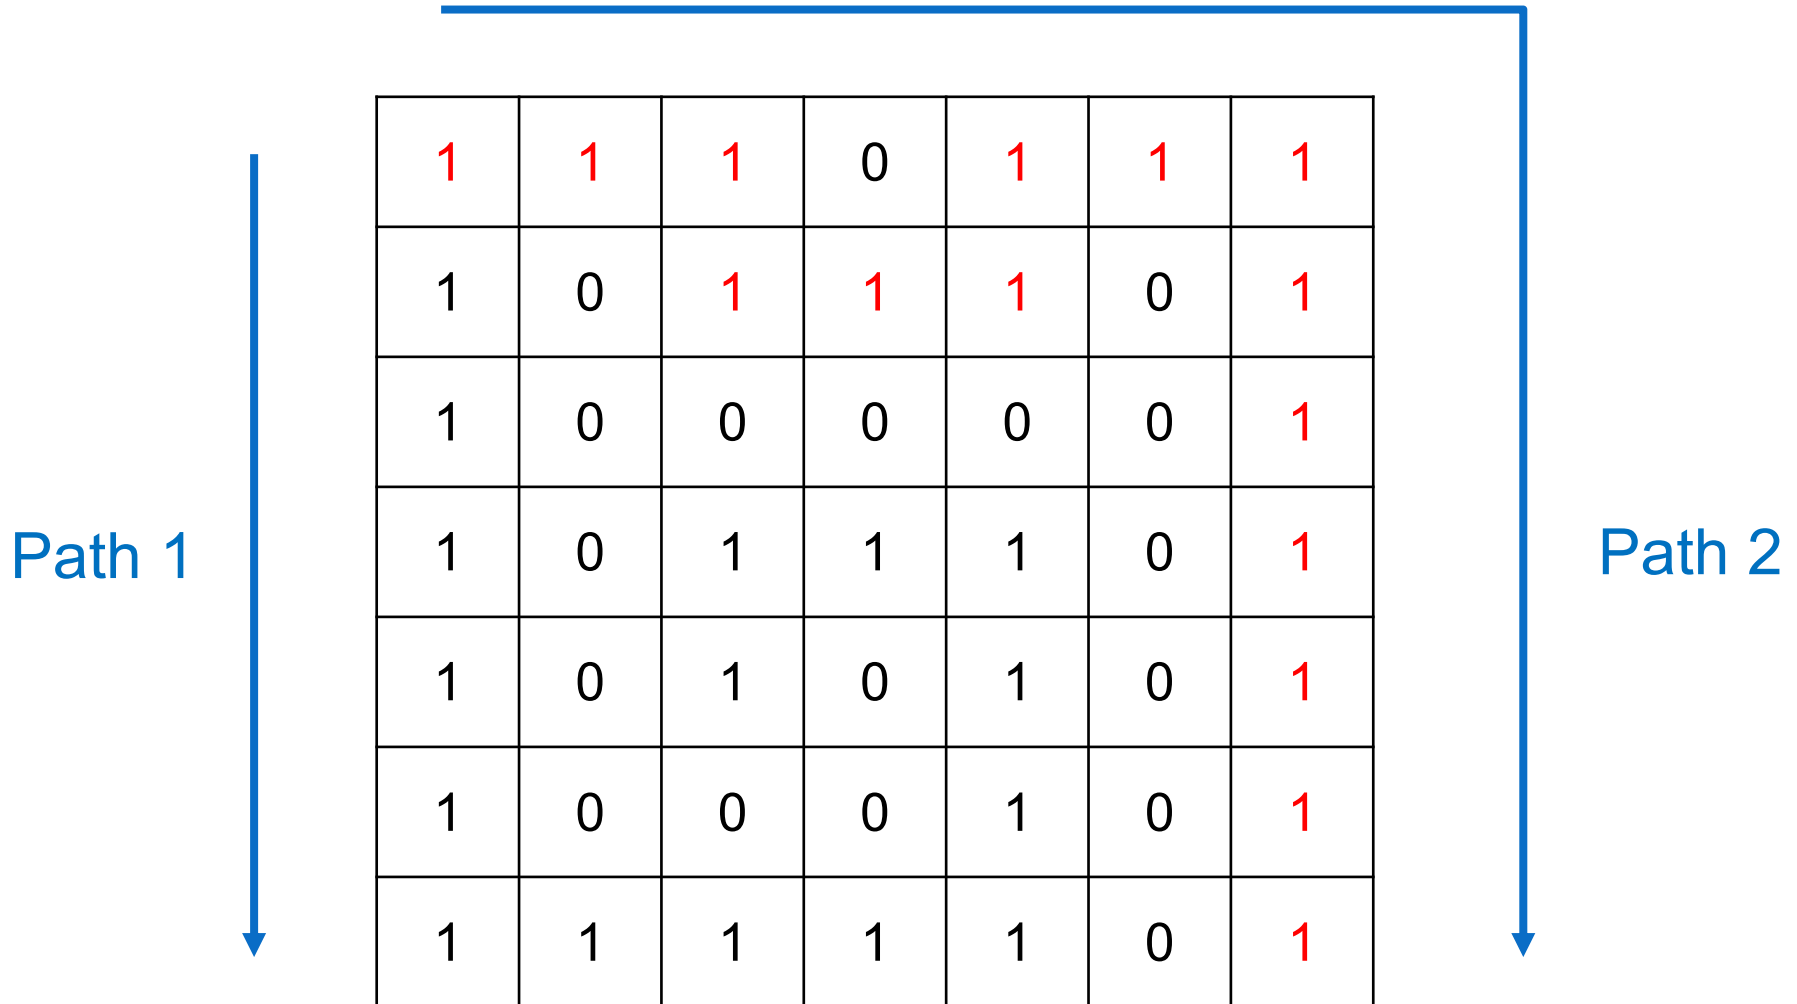 1 1 1 0 1 1 1
1 0 1 1 1 0 1
1 0 0 0 0 0 1
Path 1
1 0 1 1 1 0 1
Path 2
1 0 1 0 1 0 1
1 0 0 0 1 0 1
1 1 1 1 1 0 1